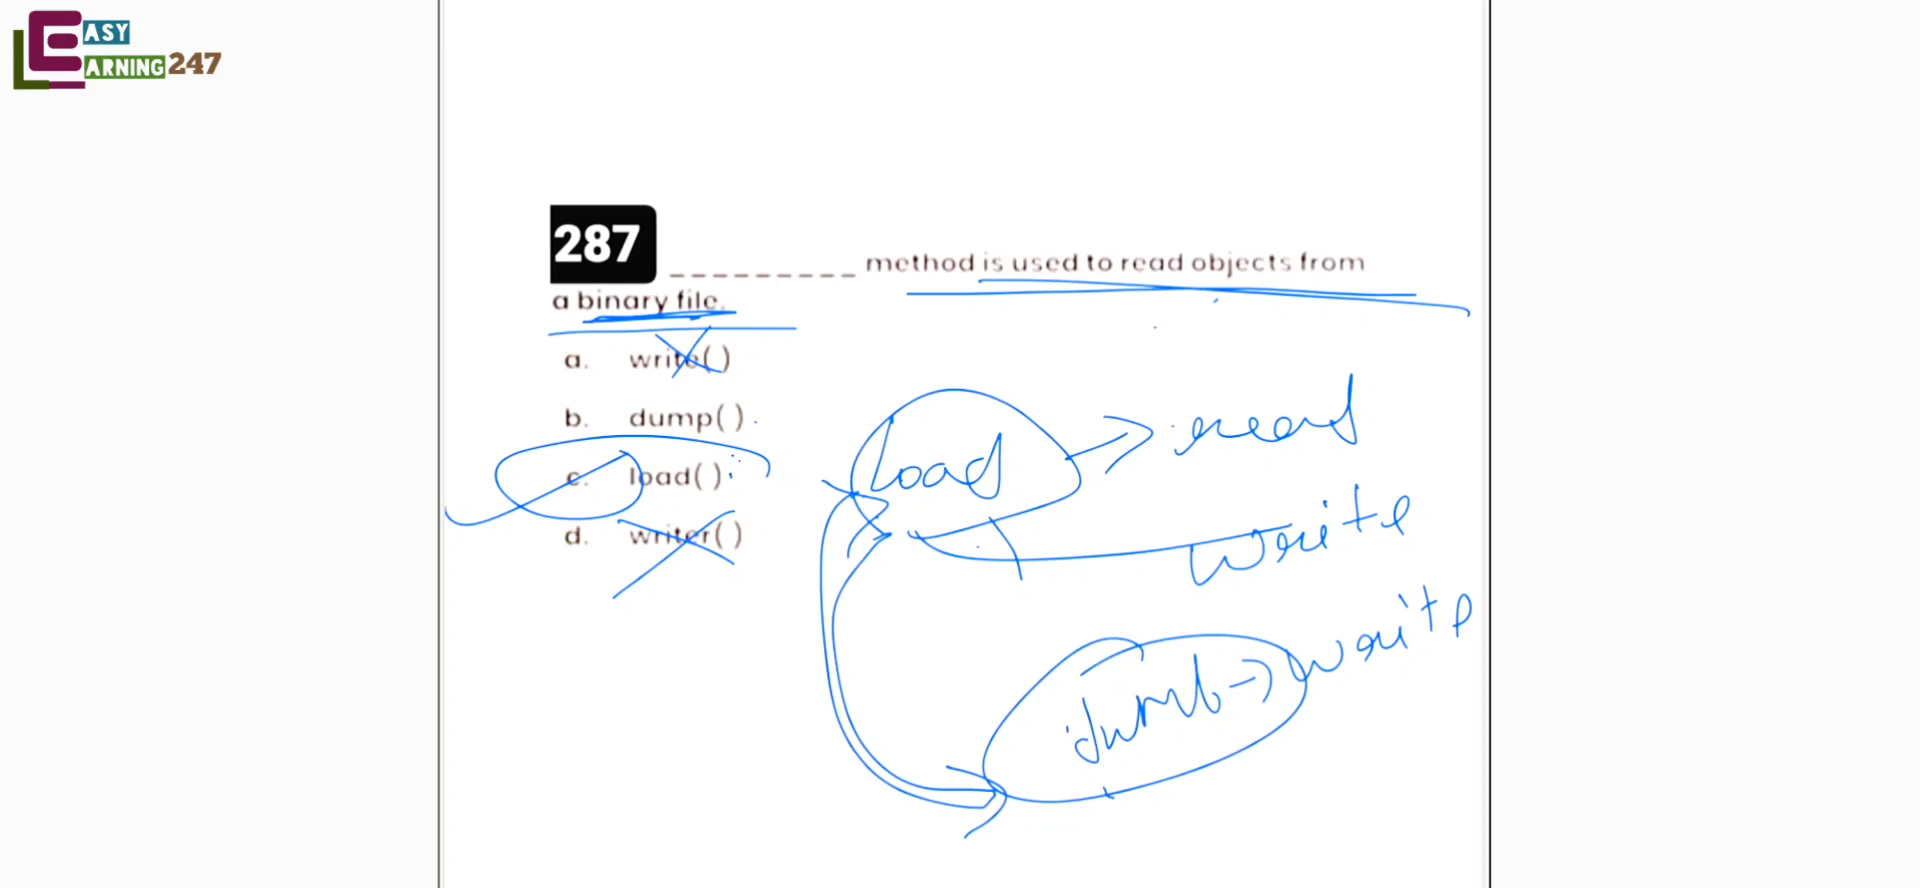 EASY
EARNING247
287
_________ method is used to read objects from
a binary file.
a. write()
b. dump()
c. load()
d. writer()
load → read
write
dumb → write